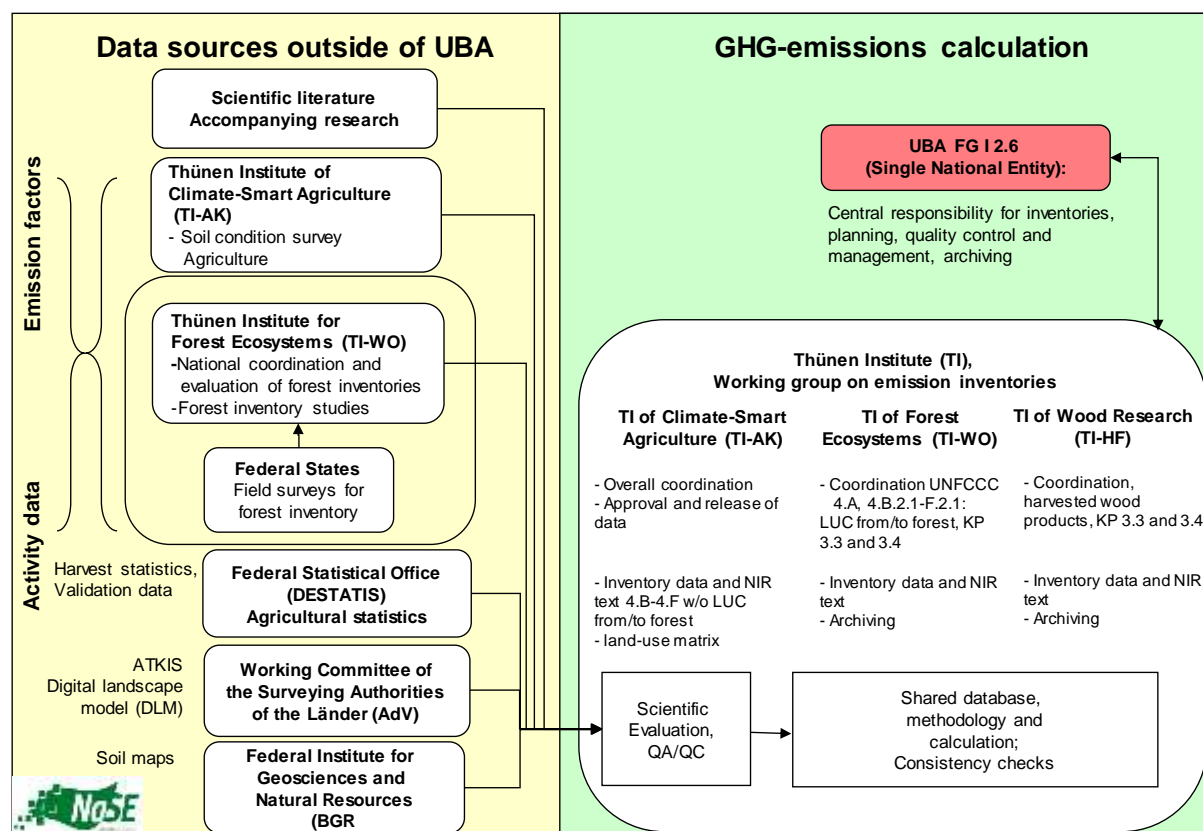 Data sources outside of UBA
Scientific literature
Accompanying research
Emission factors
Thünen Institute of
Climate-Smart Agriculture
(TI-AK)
- Soil condition survey
Agriculture
Thünen Institute for
Forest Ecosystems (TI-WO)
-National coordination and
evaluation of forest inventories
-Forest inventory studies
Federal States
Field surveys for
forest inventory
Activity data
Harvest statistics,
Validation data
Federal Statistical Office
(DESTATIS)
Agricultural statistics
ATKIS
Digital landscape
model (DLM)
Working Committee of
the Surveying Authorities
of the Länder (AdV)
Soil maps
Federal Institute for
Geosciences and
Natural Resources
(BGR
NaSE
GHG-emissions calculation
UBA FG I 2.6
(Single National Entity):
Central responsibility for inventories,
planning, quality control and
management, archiving
Thünen Institute (TI),
Working group on emission inventories
TI of Climate-Smart
Agriculture (TI-AK)
- Overall coordination
- Approval and release of
data
- Inventory data and NIR
text 4.B-4.F w/o LUC
from/to forest
- land-use matrix
TI of Forest
Ecosystems (TI-WO)
- Coordination UNFCCC
4.A, 4.B.2.1-F.2.1:
LUC from/to forest, KP
3.3 and 3.4
- Inventory data and NIR
text
- Archiving
TI of Wood Research
(TI-HF)
- Coordination,
harvested wood
products, KP 3.3 and 3.4
- Inventory data and NIR
text
- Archiving
Scientific
Evaluation,
QA/QC
Shared database,
methodology and
calculation;
Consistency checks